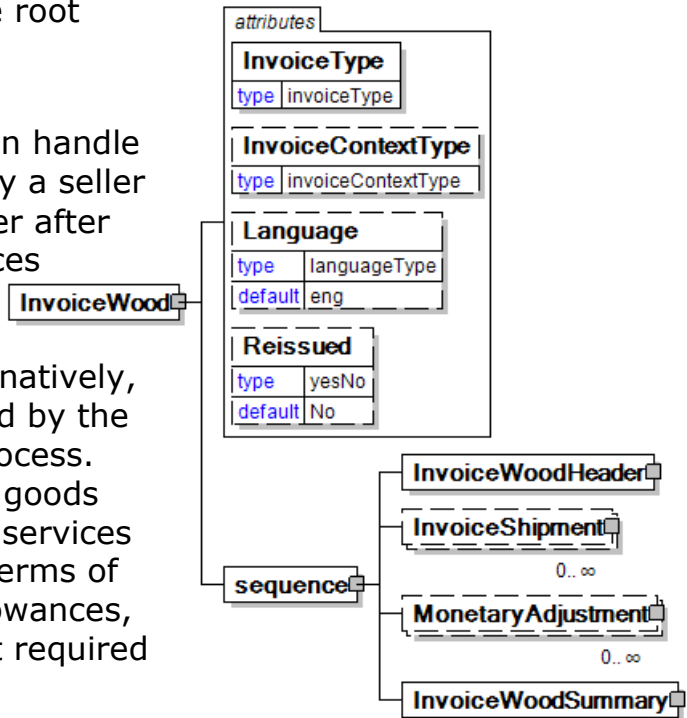 e root
n handle
y a seller
er after
ces
natively,
d by the
ocess.
goods
services
erms of
owances,
t required
InvoiceWood
attributes
InvoiceType
type invoiceType
InvoiceContextType
type invoiceContextType
Language
type languageType
default eng
Reissued
type yesNo
default No
sequence
InvoiceWoodHeader
InvoiceShipment
0.. ∞
MonetaryAdjustment
0.. ∞
InvoiceWoodSummary